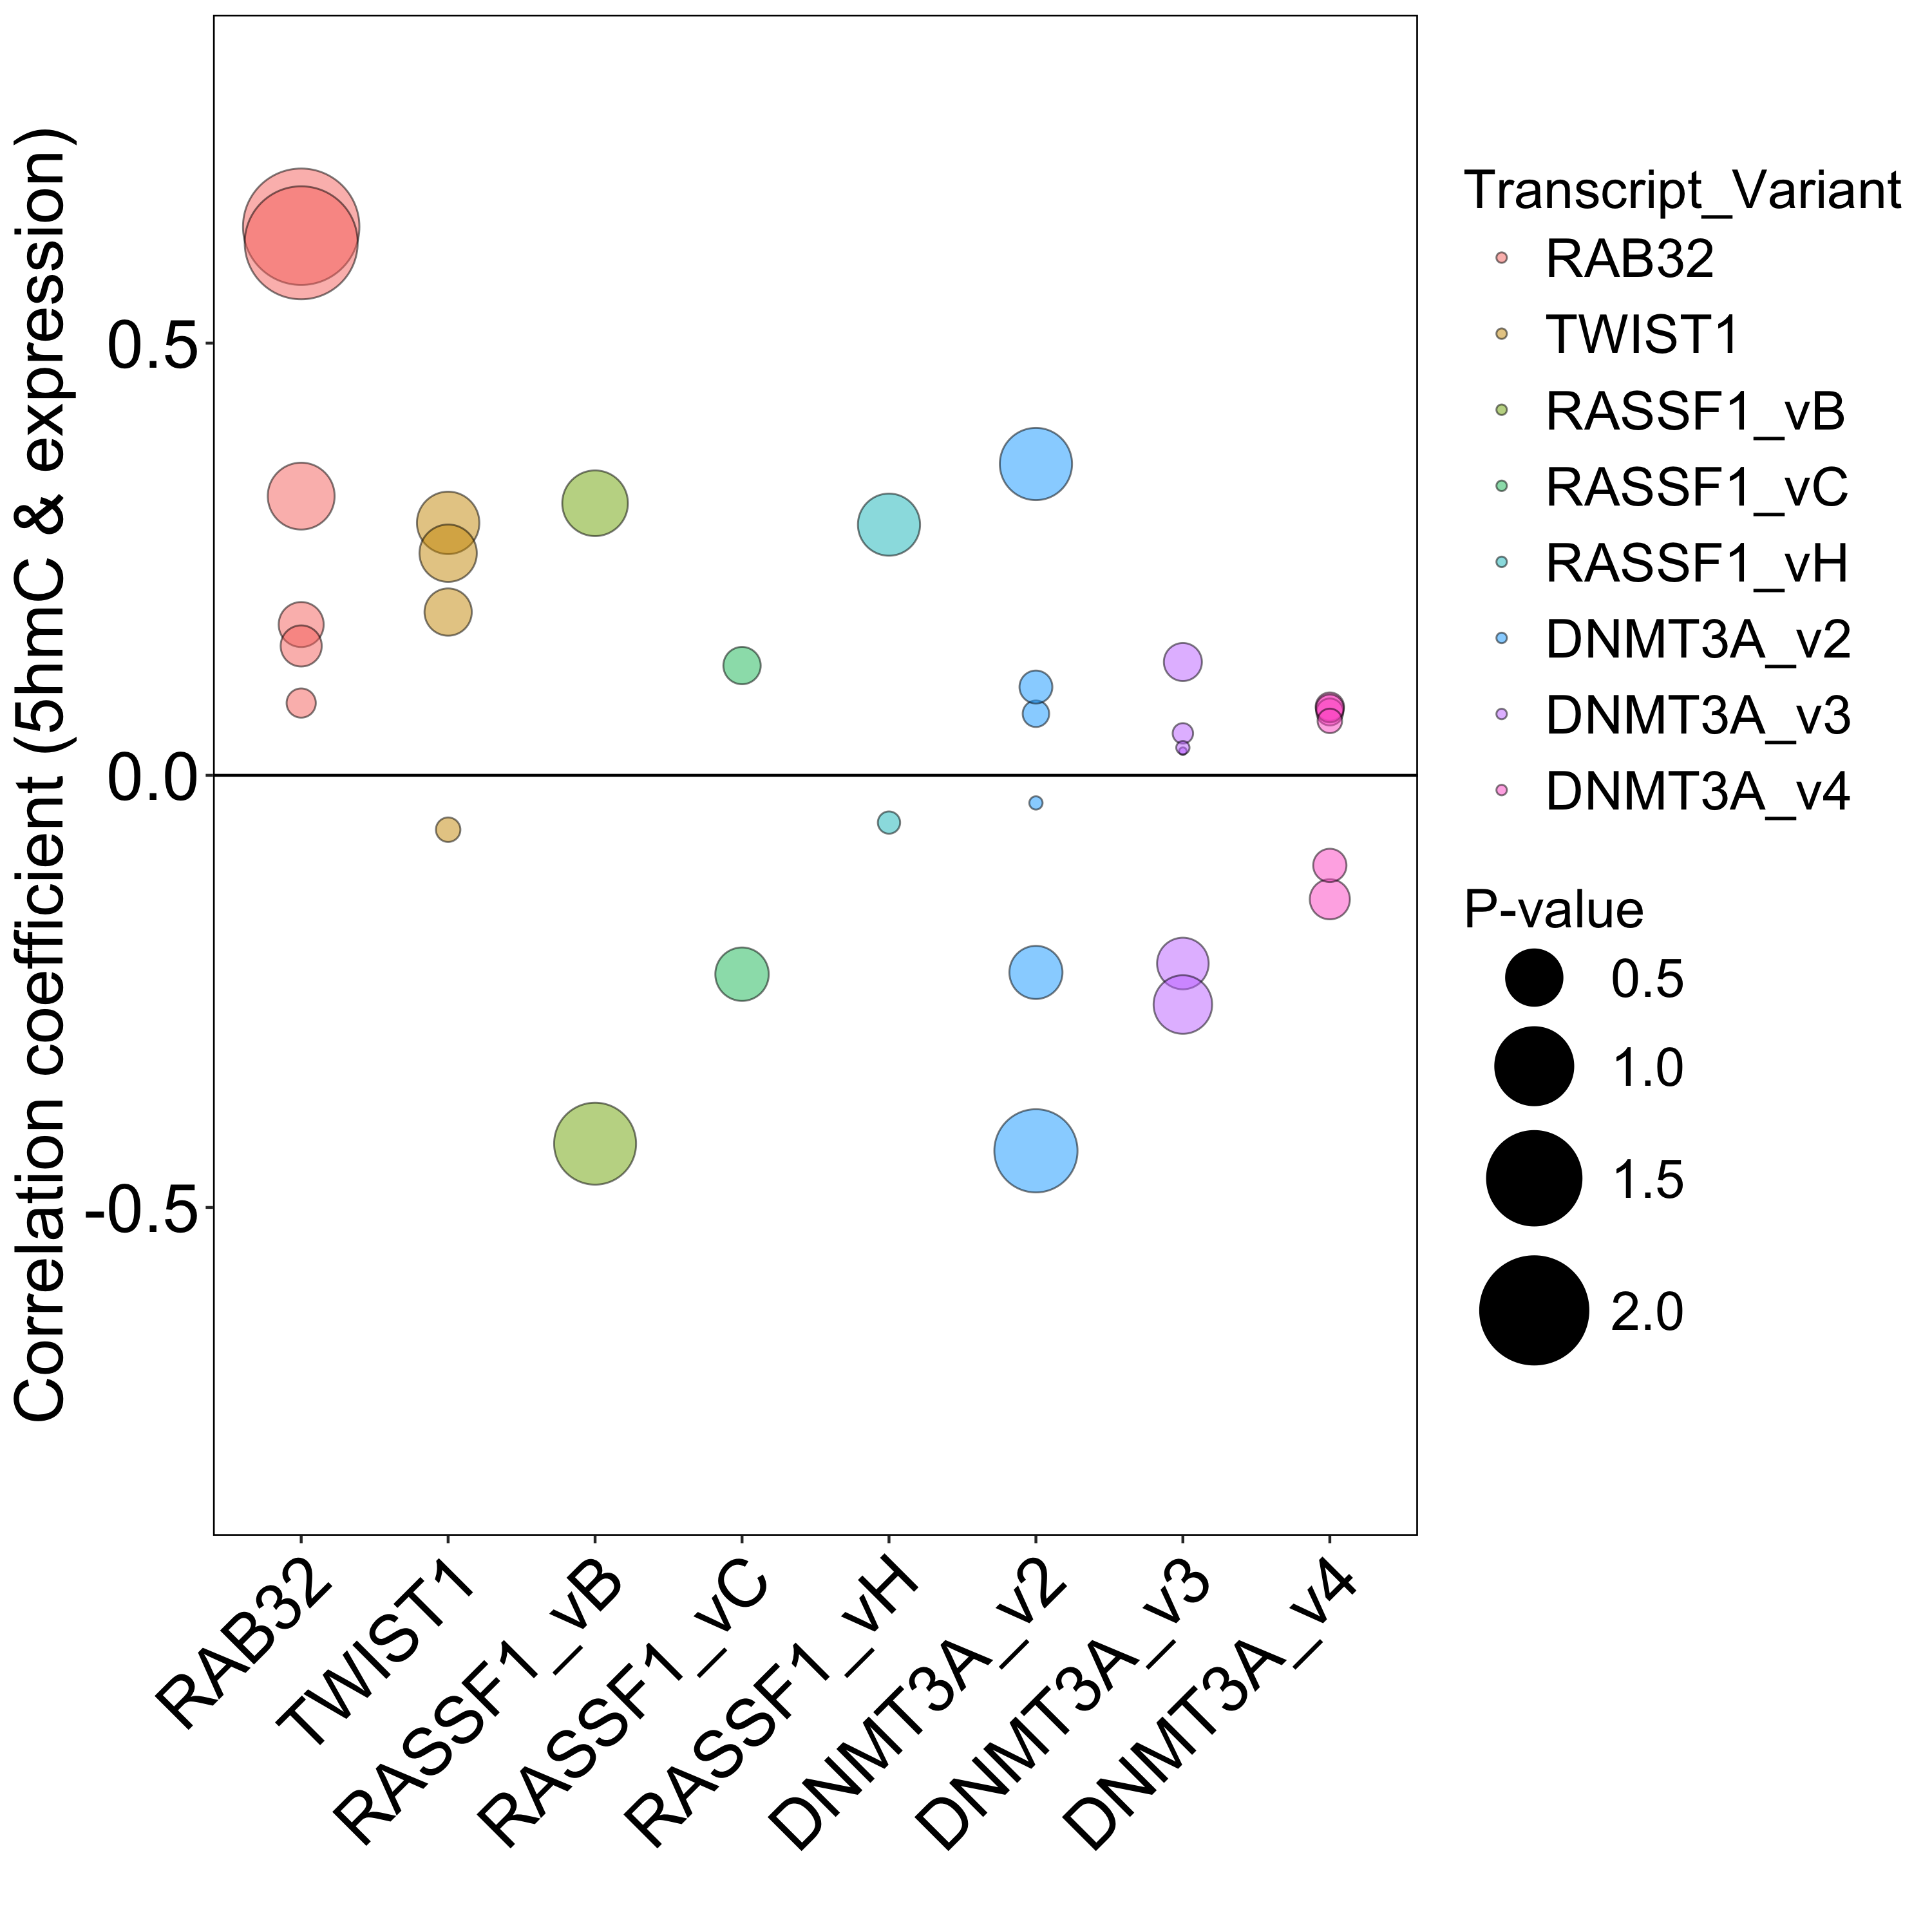 Correlation coefficient (5hmC & expression)
0.5
0.0
-0.5
RAB32
TWIST1
RASSF1_vB
RASSF1_vC
RASSF1_vH
DNMT3A_v2
DNMT3A_v3
DNMT3A_v4
Transcript_Variant
RAB32
TWIST1
RASSF1_vB
RASSF1_vC
RASSF1_vH
DNMT3A_v2
DNMT3A_v3
DNMT3A_v4
P-value
0.5
1.0
1.5
2.0